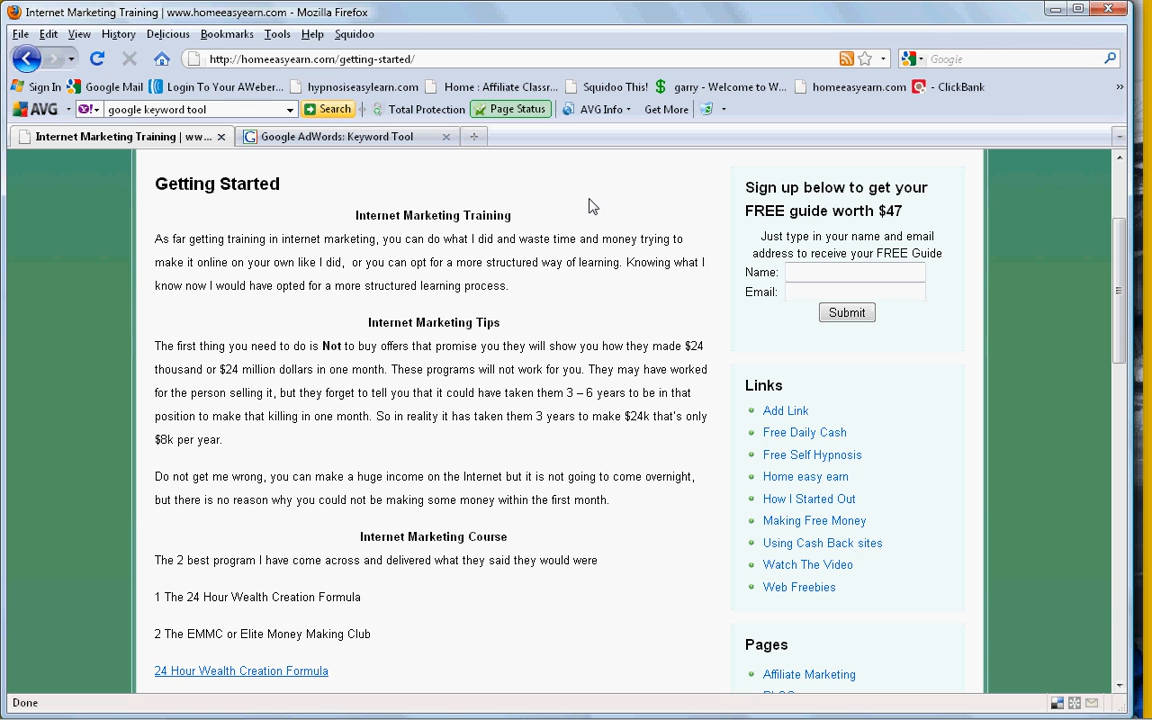 Internet Marketing Training | www.homeeasyearn.com - Mozilla Firefox
File Edit View History Delicious Bookmarks Tools Help Squidoo
http://homeeasyearn.com/getting-started/
Google
Sign In Google Mail Login To Your AWeber... hypnosiseasylearn.com Home : Affiliate Classr... Squidoo This! garry - Welcome to W... homeeasyearn.com - ClickBank
AVG Y! google keyword tool Search Total Protection Page Status AVG Info Get More
Internet Marketing Training | ww... Google AdWords: Keyword Tool
Getting Started
Internet Marketing Training
As far getting training in internet marketing, you can do what I did and waste time and money trying to
make it online on your own like I did, or you can opt for a more structured way of learning. Knowing what I
know now I would have opted for a more structured learning process.
Internet Marketing Tips
The first thing you need to do is Not to buy offers that promise you they will show you how they made $24
thousand or $24 million dollars in one month. These programs will not work for you. They may have worked
for the person selling it, but they forget to tell you that it could have taken them 3 – 6 years to be in that
position to make that killing in one month. So in reality it has taken them 3 years to make $24k that's only
$8k per year.
Do not get me wrong, you can make a huge income on the Internet but it is not going to come overnight,
but there is no reason why you could not be making some money within the first month.
Internet Marketing Course
The 2 best program I have come across and delivered what they said they would were
1 The 24 Hour Wealth Creation Formula
2 The EMMC or Elite Money Making Club
24 Hour Wealth Creation Formula
Sign up below to get your
FREE guide worth $47
Just type in your name and email
address to receive your FREE Guide
Name:
Email:
Submit
Links
Add Link
Free Daily Cash
Free Self Hypnosis
Home easy earn
How I Started Out
Making Free Money
Using Cash Back sites
Watch The Video
Web Freebies
Pages
Affiliate Marketing
Done